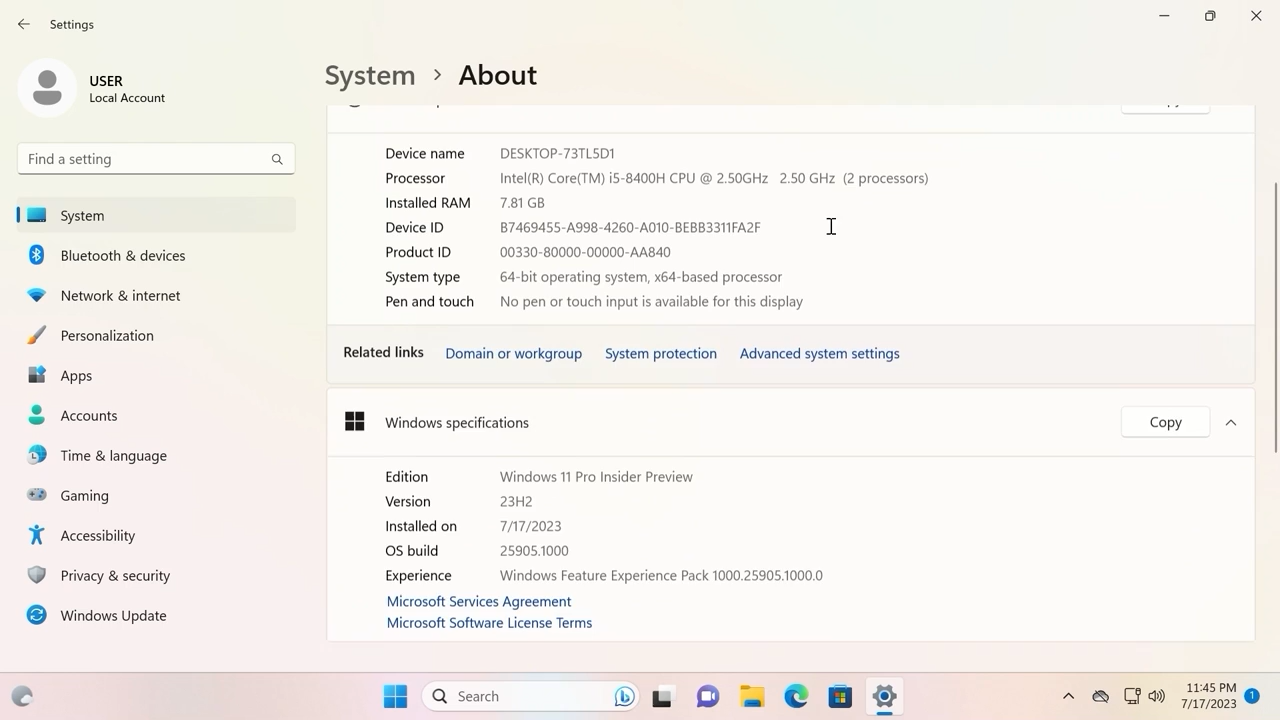 Settings
USER
Local Account
Find a setting
System
Bluetooth & devices
Network & internet
Personalization
Apps
Accounts
Time & language
Gaming
Accessibility
Privacy & security
Windows Update
System > About
Device name DESKTOP-73TL5D1
Processor Intel(R) Core(TM) i5-8400H CPU @ 2.50GHz 2.50 GHz (2 processors)
Installed RAM 7.81 GB
Device ID B7469455-A998-4260-A010-BEBB3311FA2F
Product ID 00330-80000-00000-AA840
System type 64-bit operating system, x64-based processor
Pen and touch No pen or touch input is available for this display
Related links Domain or workgroup System protection Advanced system settings
Windows specifications Copy
Edition Windows 11 Pro Insider Preview
Version 23H2
Installed on 7/17/2023
OS build 25905.1000
Experience Windows Feature Experience Pack 1000.25905.1000.0
Microsoft Services Agreement
Microsoft Software License Terms
Search
11:45 PM
7/17/2023
1